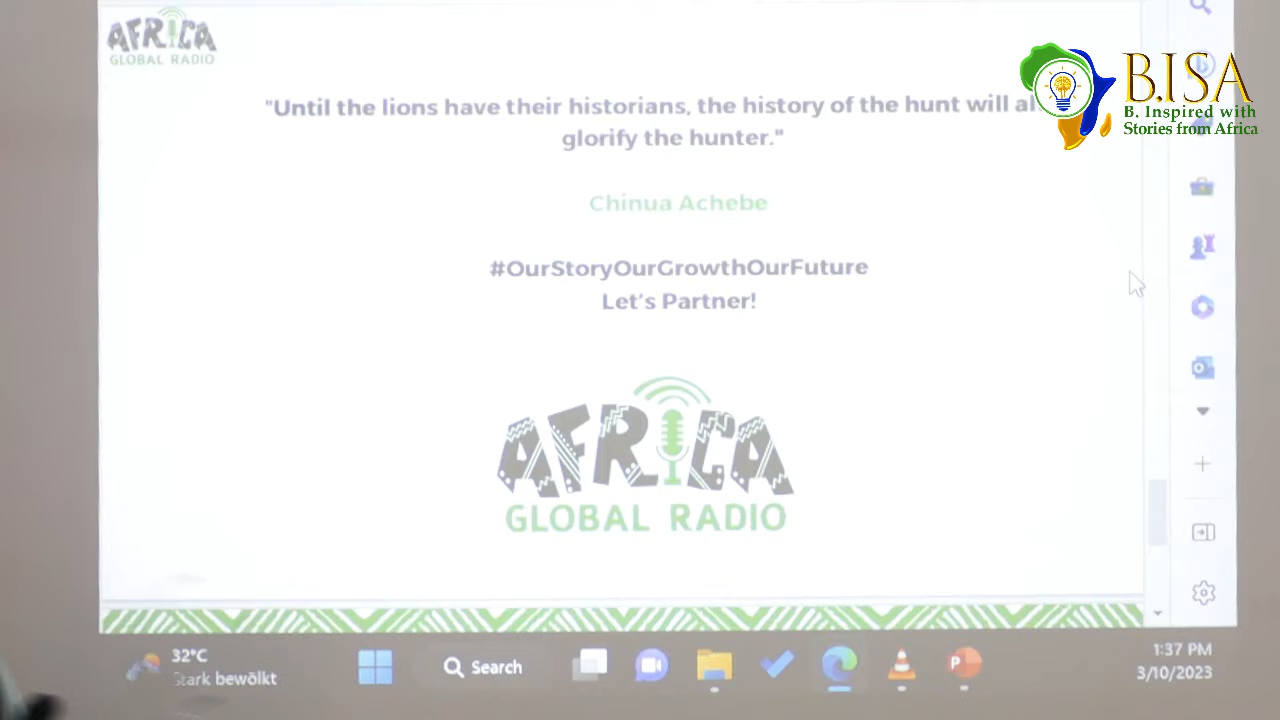 AFRICA
GLOBAL RADIO
B.ISA
B. Inspired with
Stories from Africa
"Until the lions have their historians, the history of the hunt will al
glorify the hunter."
Chinua Achebe
#OurStoryOurGrowthOurFuture
Let's Partner!
AFRICA
GLOBAL RADIO
32°C
Stark bewölkt
Search
1:37 PM
3/10/2023